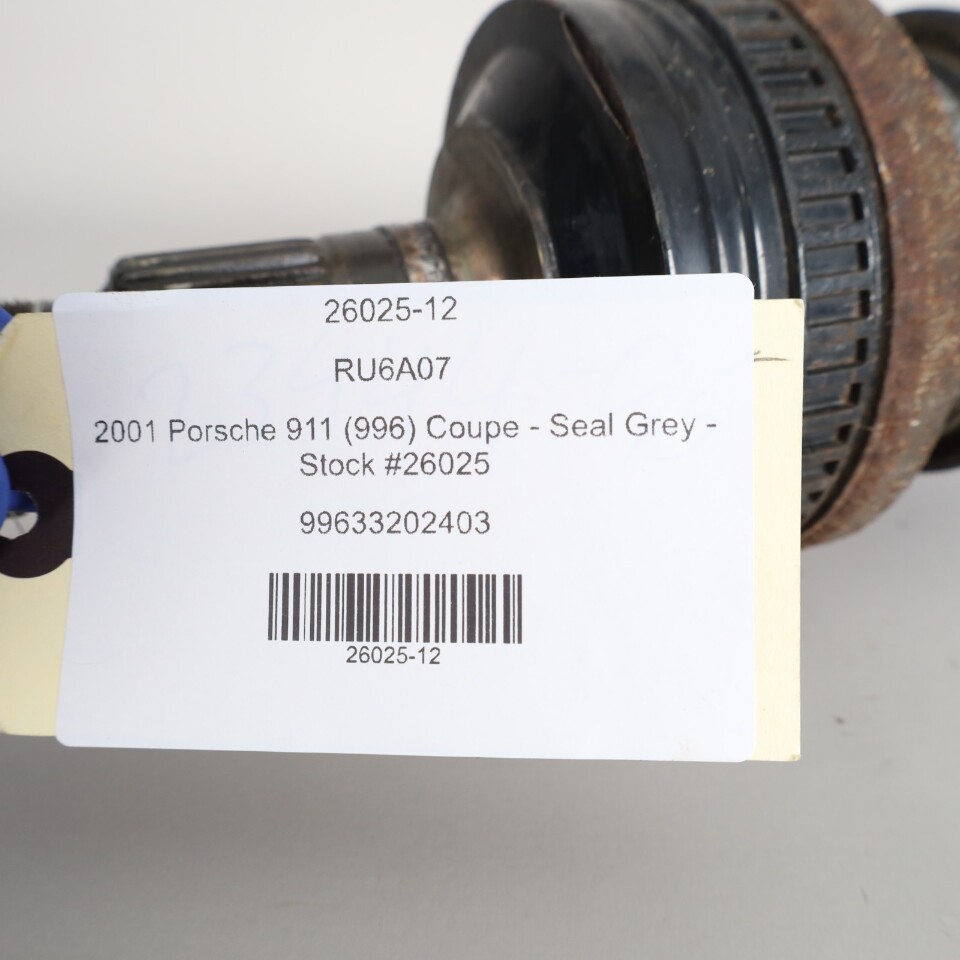 26025-12
RU6A07
2001 Porsche 911 (996) Coupe - Seal Grey -
Stock #26025
99633202403
26025-12